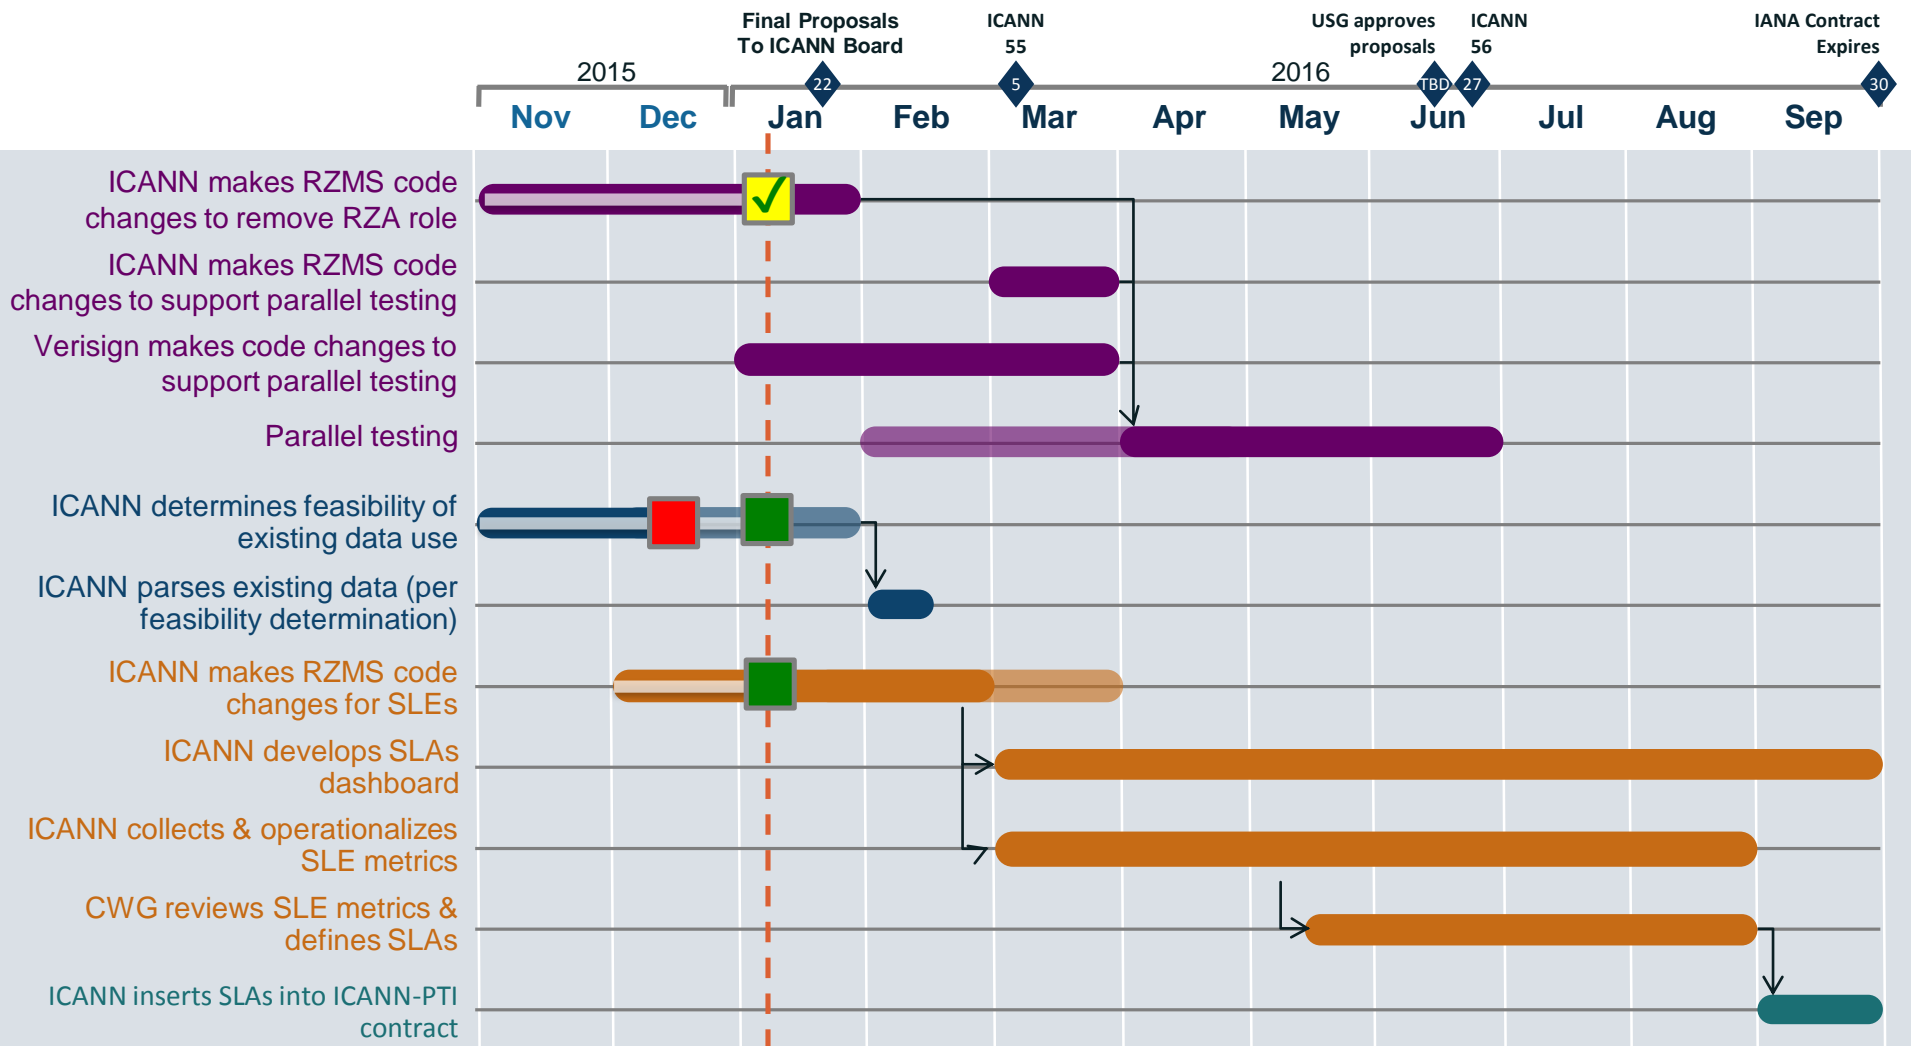 Final Proposals
To ICANN Board
ICANN
55
USG approves
proposals
ICANN
56
IANA Contract
Expires
2015
2016
22
5
TBD
27
30
Nov
Dec
Jan
Feb
Mar
Apr
May
Jun
Jul
Aug
Sep
ICANN makes RZMS code
changes to remove RZA role
ICANN makes RZMS code
changes to support parallel testing
Verisign makes code changes to
support parallel testing
Parallel testing
ICANN determines feasibility of
existing data use
ICANN parses existing data (per
feasibility determination)
ICANN makes RZMS code
changes for SLEs
ICANN develops SLAs
dashboard
ICANN collects & operationalizes
SLE metrics
CWG reviews SLE metrics &
defines SLAs
ICANN inserts SLAs into ICANN-PTI
contract